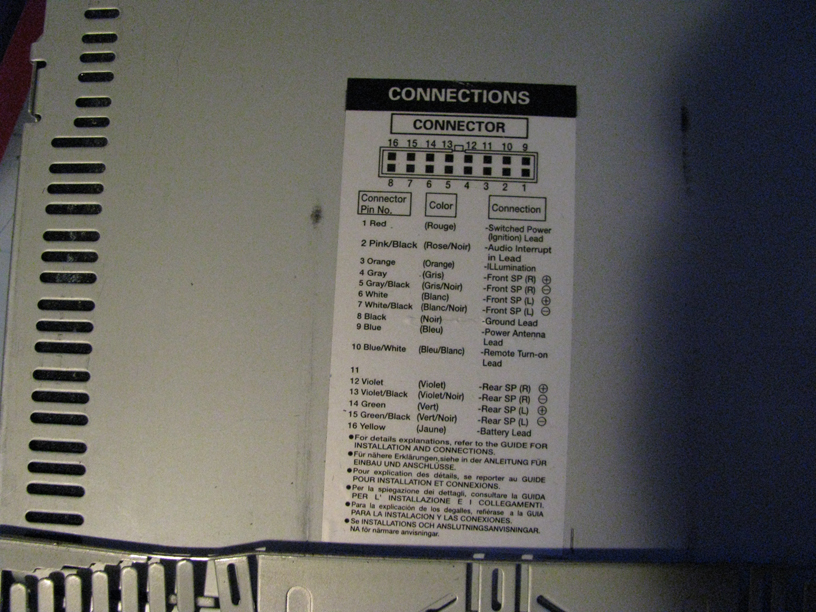 CONNECTIONS
CONNECTOR
16 15 14 13 12 11 10 9
8 7 6 5 4 3 2 1
Connector Pin No. Color Connection
1 Red (Rouge) -Switched Power
(Ignition) Lead
2 Pink/Black (Rose/Noir) -Audio Interrupt
in Lead
3 Orange (Orange) -ILLumination
4 Gray (Gris) -Front SP (R) ⊕
5 Gray/Black (Gris/Noir) -Front SP (R) ⊖
6 White (Blanc) -Front SP (L) ⊕
7 White/Black (Blanc/Noir) -Front SP (L) ⊖
8 Black (Noir) -Ground Lead
9 Blue (Bleu) -Power Antenna
Lead
10 Blue/White (Bleu/Blanc) -Remote Turn-on
Lead
11
12 Violet (Violet) -Rear SP (R) ⊕
13 Violet/Black (Violet/Noir) -Rear SP (R) ⊖
14 Green (Vert) -Rear SP (L) ⊕
15 Green/Black (Vert/Noir) -Rear SP (L) ⊖
16 Yellow (Jaune) -Battery Lead
●For details explanations, refer to the GUIDE FOR
INSTALLATION AND CONNECTIONS.
●Für nähere Erklärungen,siehe in der ANLEITUNG FÜR
EINBAU UND ANSCHLÜSSE.
●Pour explication des détails, se reporter au GUIDE
POUR INSTALLATION ET CONNEXIONS.
●Per la spiegazione dei dettagli, consultare la GUIDA
PER L' INSTALLAZIONE E I COLLEGAMENTI.
●Para la explicación de los degalles, refiérase a la GUIA
PARA LA INSTALACION Y LAS CONEXIONES.
●Se INSTALLATIONS OCH ANSLUTNINGSANVISNINGAR.
NA för närmare anvisningar.